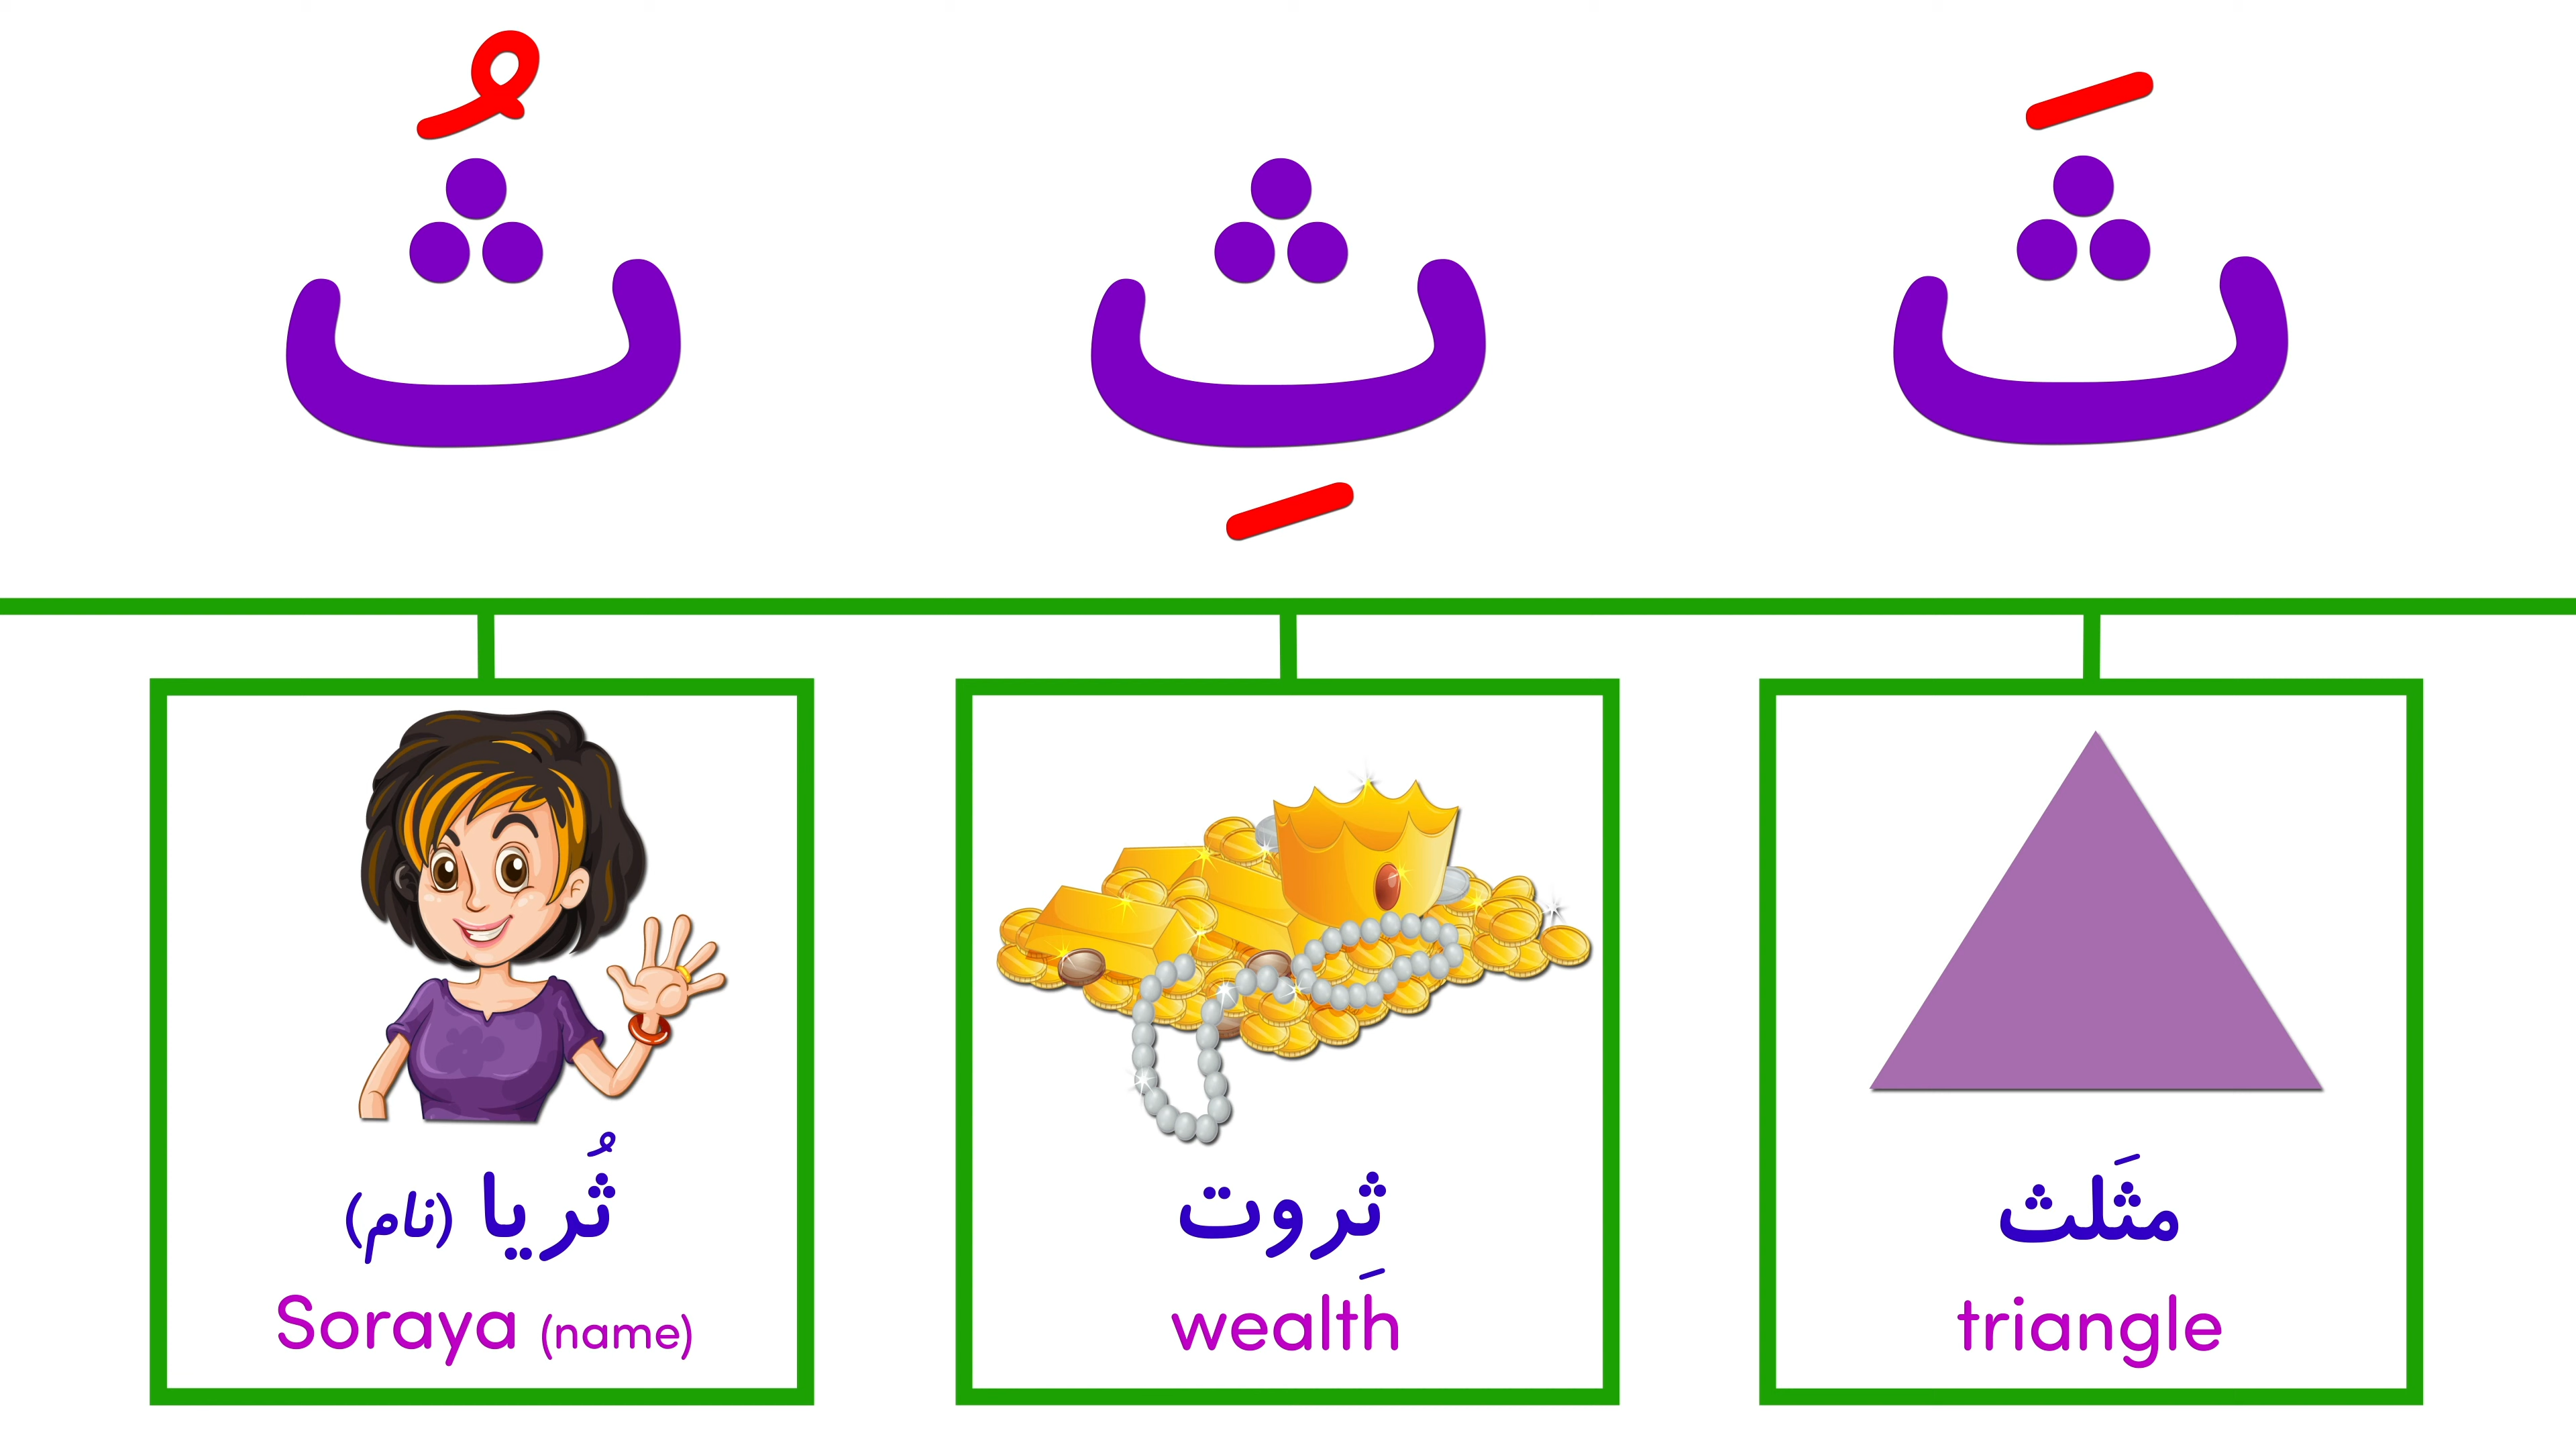 ثَ
ثِ
ثُ
مثَلث
triangle
ثِروت
wealth
ثُریا (نام)
Soraya (name)